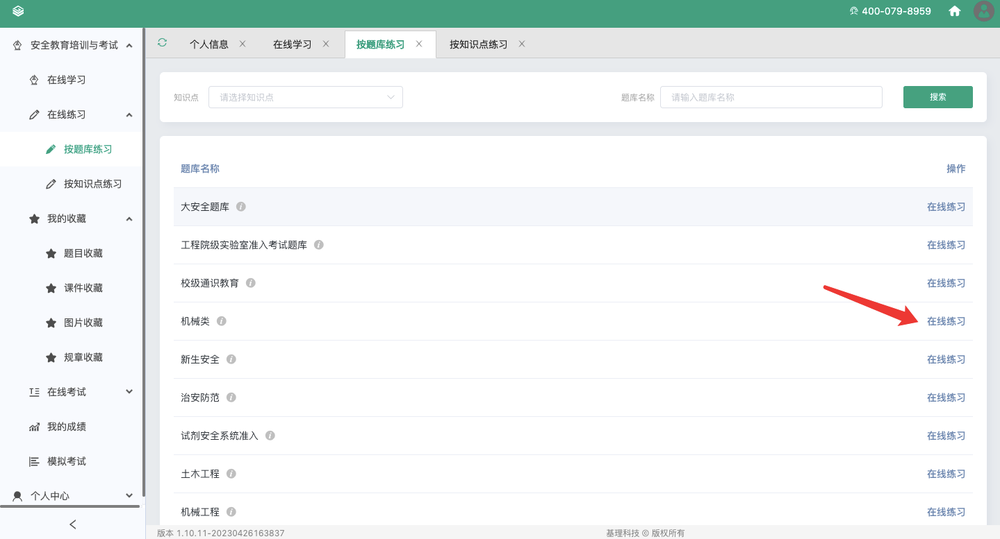 400-079-8959
安全教育培训与考试
在线学习
在线练习
按题库练习
按知识点练习
我的收藏
题目收藏
课件收藏
图片收藏
规章收藏
在线考试
我的成绩
模拟考试
个人中心
个人信息 在线学习 按题库练习 按知识点练习
知识点 请选择知识点 题库名称 请输入题库名称 搜索
题库名称 操作
大安全题库 在线练习
工程院级实验室准入考试题库 在线练习
校级通识教育 在线练习
机械类 在线练习
新生安全 在线练习
治安防范 在线练习
试剂安全系统准入 在线练习
土木工程 在线练习
机械工程 在线练习
版本 1.10.11-20230426163837 基理科技 © 版权所有